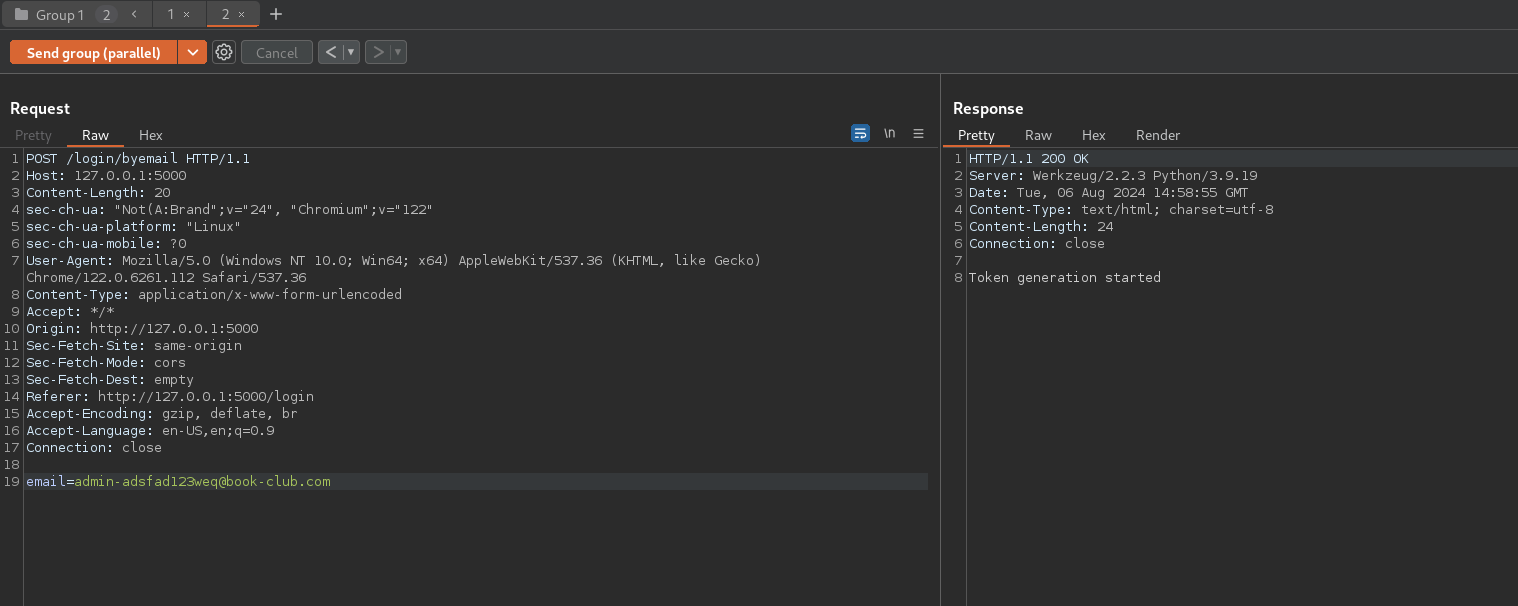 Group 1 2 < 1 × 2 × +
Send group (parallel) Cancel < >
Request
Pretty Raw Hex \n
1 POST /login/byemail HTTP/1.1
2 Host: 127.0.0.1:5000
3 Content-Length: 20
4 sec-ch-ua: "Not(A:Brand";v="24", "Chromium";v="122"
5 sec-ch-ua-platform: "Linux"
6 sec-ch-ua-mobile: ?0
7 User-Agent: Mozilla/5.0 (Windows NT 10.0; Win64; x64) AppleWebKit/537.36 (KHTML, like Gecko)
Chrome/122.0.6261.112 Safari/537.36
8 Content-Type: application/x-www-form-urlencoded
9 Accept: */*
10 Origin: http://127.0.0.1:5000
11 Sec-Fetch-Site: same-origin
12 Sec-Fetch-Mode: cors
13 Sec-Fetch-Dest: empty
14 Referer: http://127.0.0.1:5000/login
15 Accept-Encoding: gzip, deflate, br
16 Accept-Language: en-US,en;q=0.9
17 Connection: close
18
19 email=admin-adsfad123weq@book-club.com
Response
Pretty Raw Hex Render
1 HTTP/1.1 200 OK
2 Server: Werkzeug/2.2.3 Python/3.9.19
3 Date: Tue, 06 Aug 2024 14:58:55 GMT
4 Content-Type: text/html; charset=utf-8
5 Content-Length: 24
6 Connection: close
7
8 Token generation started